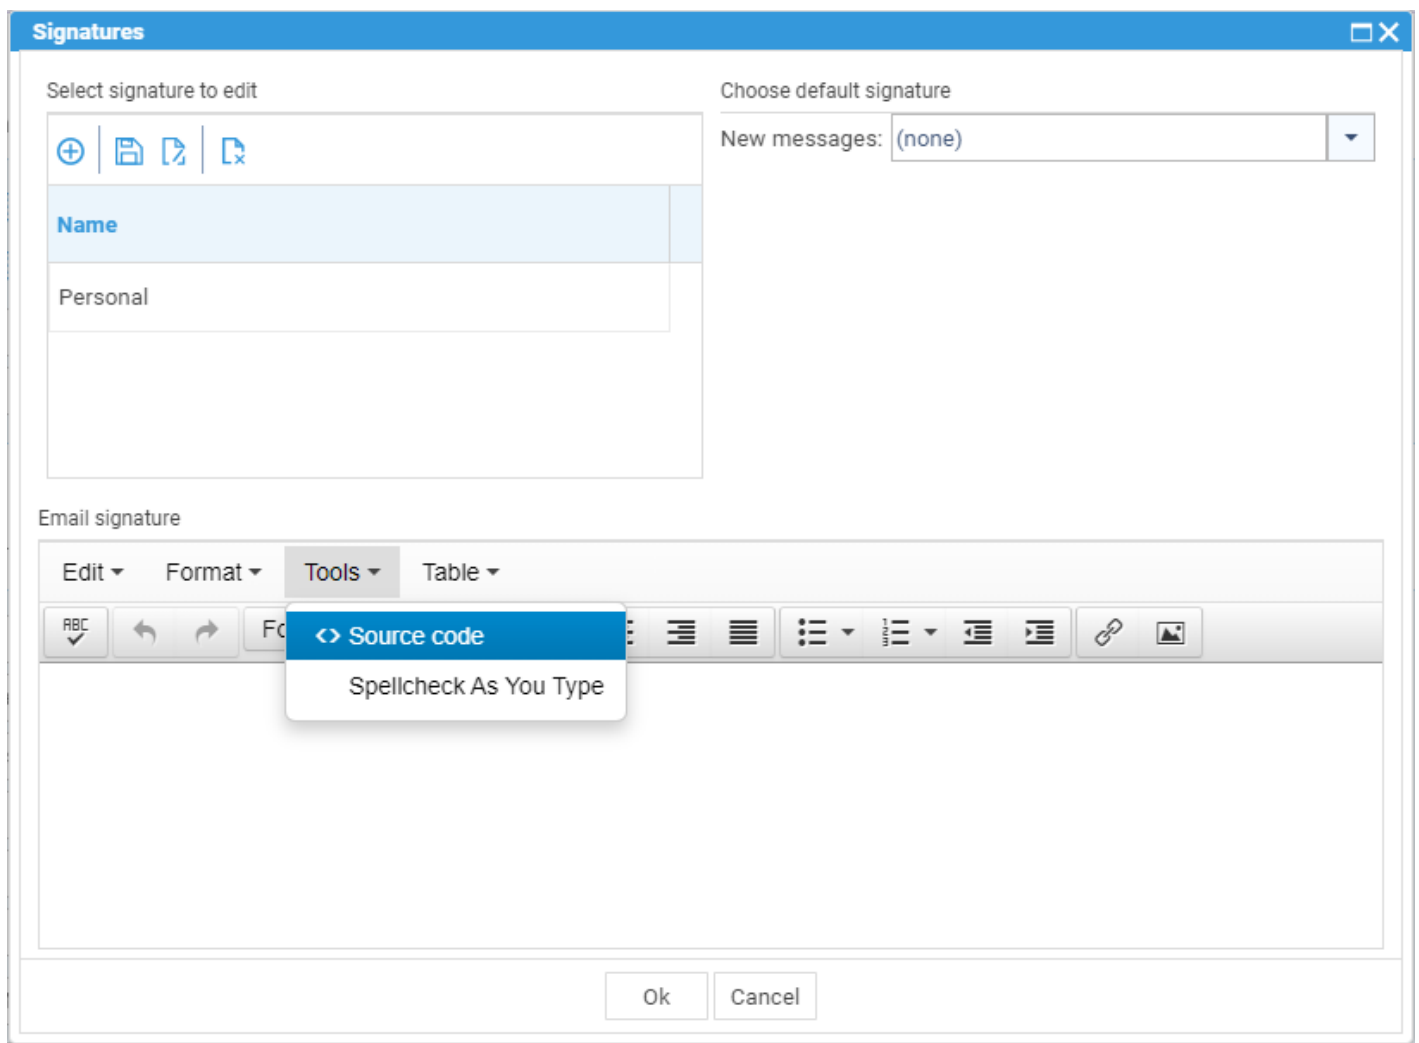 Signatures
Select signature to edit
Choose default signature
New messages: (none)
Name
Personal
Email signature
Edit Format Tools Table
ABC Fo
Source code
Spellcheck As You Type
Ok Cancel